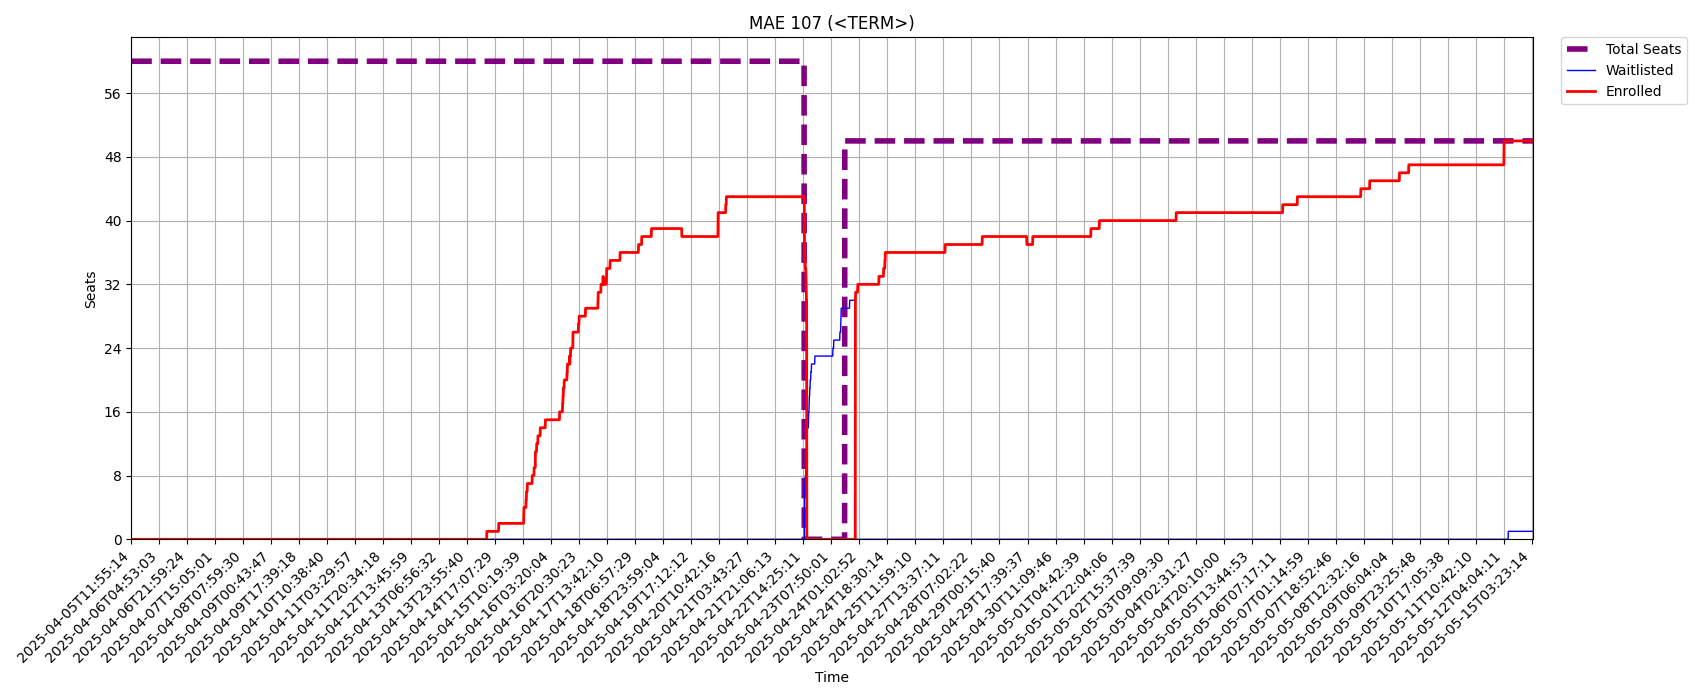 MAE 107 (<TERM>)
Total Seats
Waitlisted
Enrolled
Seats
56
48
40
32
24
16
8
0
2025-04-05T11:55:14
2025-04-06T04:53:03
2025-04-06T21:59:24
2025-04-07T15:05:01
2025-04-08T07:59:30
2025-04-09T00:43:47
2025-04-09T17:39:18
2025-04-10T10:38:40
2025-04-11T03:29:57
2025-04-11T20:34:18
2025-04-12T13:45:59
2025-04-13T06:56:32
2025-04-13T23:55:40
2025-04-14T17:07:29
2025-04-15T10:19:39
2025-04-16T03:20:04
2025-04-16T20:30:23
2025-04-17T13:42:10
2025-04-18T06:57:29
2025-04-18T23:59:04
2025-04-19T17:12:12
2025-04-20T10:42:16
2025-04-21T03:43:27
2025-04-21T21:06:13
2025-04-22T14:25:11
2025-04-23T07:50:01
2025-04-24T01:02:52
2025-04-24T18:30:14
2025-04-25T11:59:10
2025-04-27T13:37:11
2025-04-28T07:02:22
2025-04-29T00:15:40
2025-04-29T17:39:37
2025-04-30T11:09:46
2025-05-01T04:42:39
2025-05-01T22:04:06
2025-05-02T15:37:39
2025-05-03T09:09:30
2025-05-04T02:31:27
2025-05-04T20:10:00
2025-05-05T13:44:53
2025-05-06T07:17:11
2025-05-07T01:14:59
2025-05-07T18:52:46
2025-05-08T12:32:16
2025-05-09T06:04:04
2025-05-09T23:25:48
2025-05-10T17:05:38
2025-05-11T10:42:10
2025-05-12T04:04:11
2025-05-15T03:23:14
Time